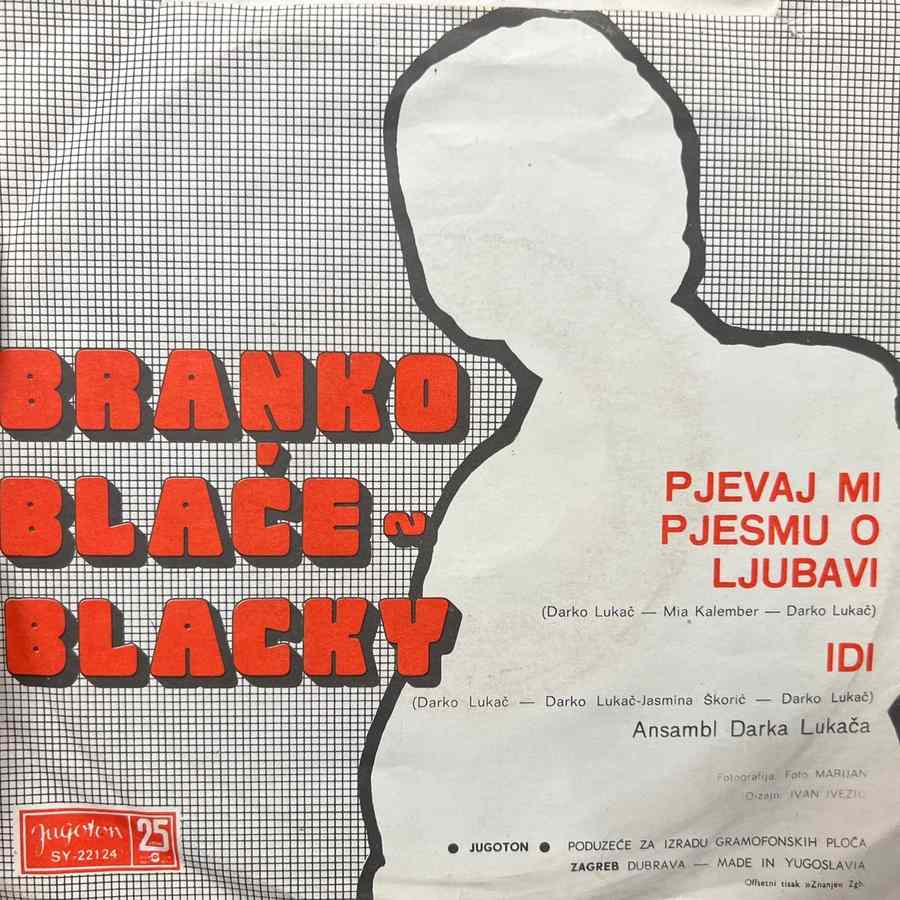 BRANKO
BLAĆE ~
BLACKY
PJEVAJ MI
PJESMU O
LJUBAVI
(Darko Lukač — Mia Kalember — Darko Lukač)
IDI
(Darko Lukač — Darko Lukač-Jasmina Škorić — Darko Lukač)
Ansambl Darka Lukača
Fotografija: Foto MARIJAN
Dizajn: IVAN IVEZIĆ
Jugoton 25
SY-22124
● JUGOTON ● PODUZEĆE ZA IZRADU GRAMOFONSKIH PLOČA
ZAGREB DUBRAVA — MADE IN YUGOSLAVIA
Offsetni tisak »Znanje« Zgb.